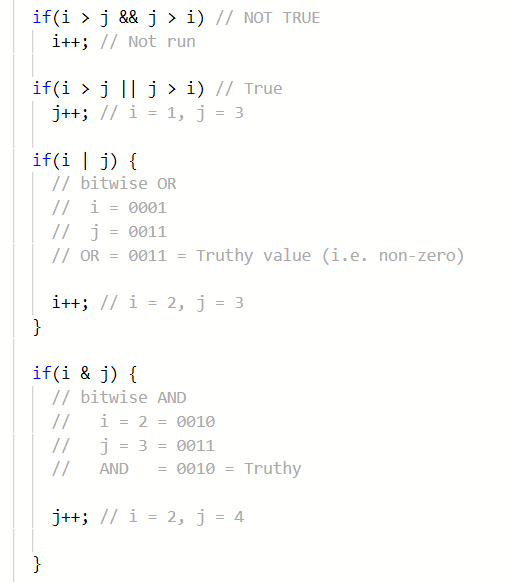 if(i > j && j > i) // NOT TRUE
i++; // Not run
if(i > j || j > i) // True
j++; // i = 1, j = 3
if(i | j) {
// bitwise OR
//  i = 0001
//  j = 0011
// OR = 0011 = Truthy value (i.e. non-zero)
i++; // i = 2, j = 3
}
if(i & j) {
// bitwise AND
//   i = 2 = 0010
//   j = 3 = 0011
//   AND   = 0010 = Truthy
j++; // i = 2, j = 4
}